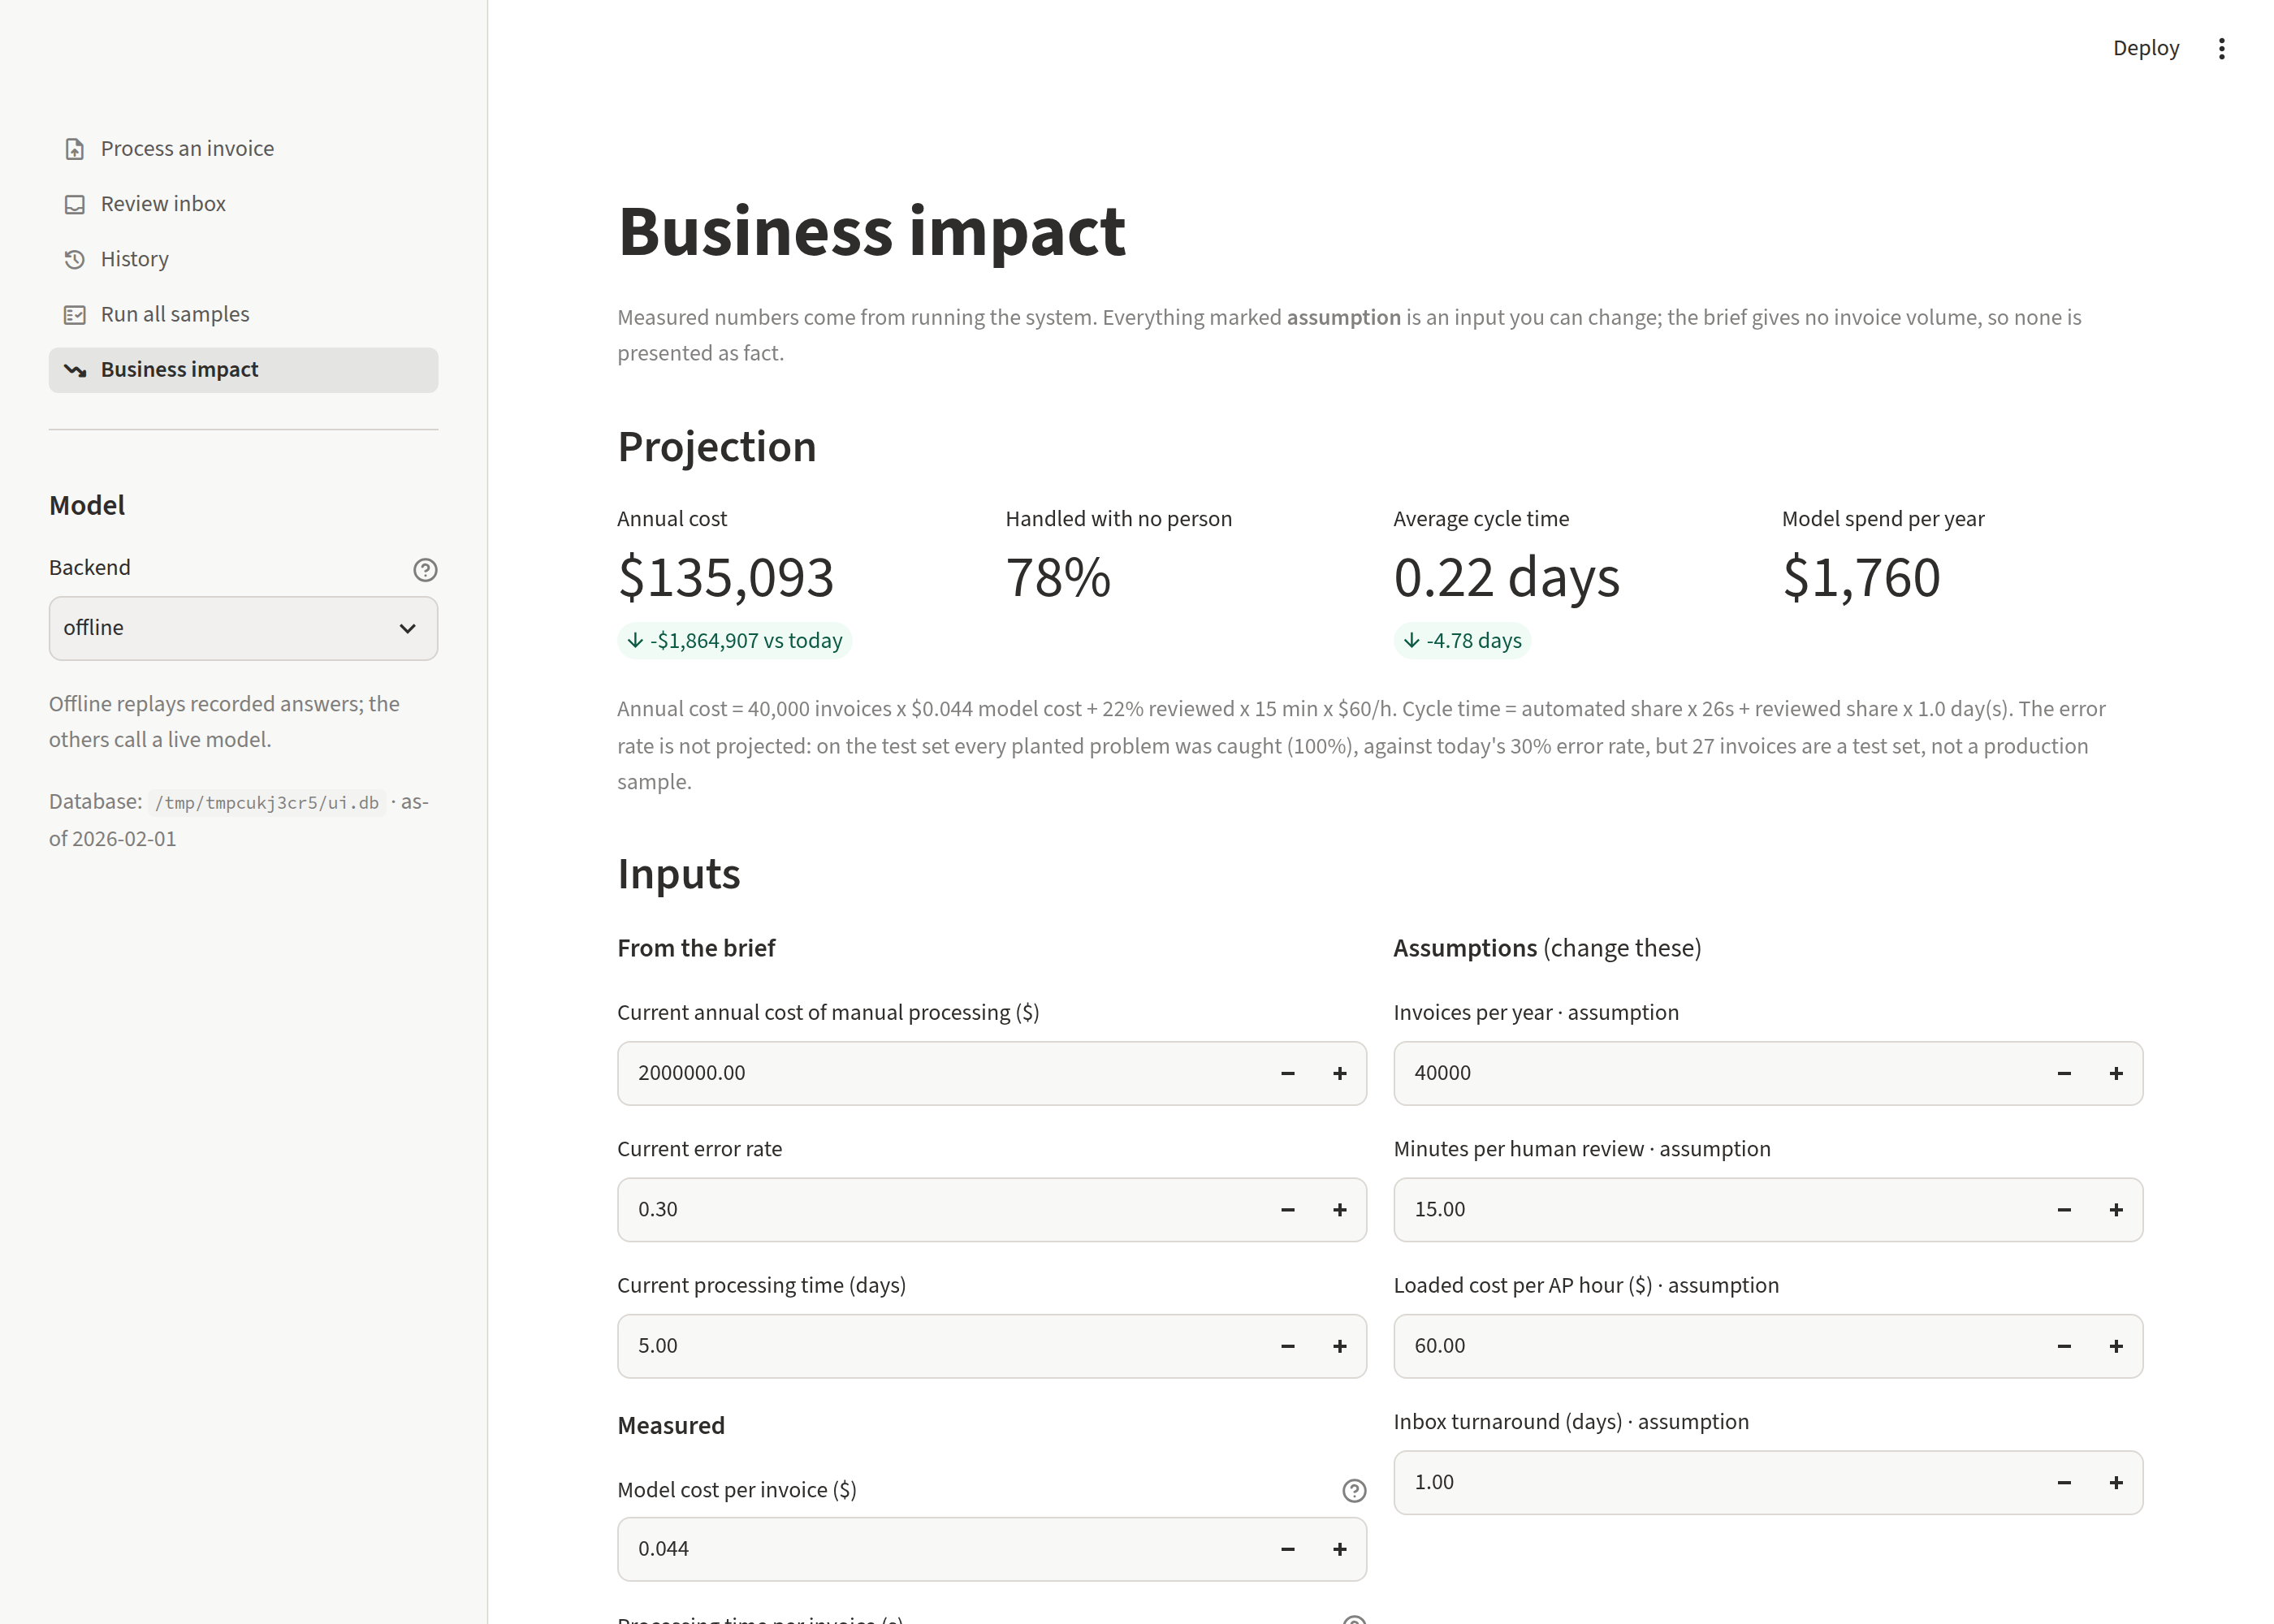 Deploy
Process an invoice
Review inbox
History
Run all samples
Business impact
Model
Backend
offline
Offline replays recorded answers; the
others call a live model.
Database: /tmp/tmpcukj3cr5/ui.db · as-
of 2026-02-01
Business impact
Measured numbers come from running the system. Everything marked assumption is an input you can change; the brief gives no invoice volume, so none is
presented as fact.
Projection
Annual cost
$135,093
-$1,864,907 vs today
Handled with no person
78%
Average cycle time
0.22 days
-4.78 days
Model spend per year
$1,760
Annual cost = 40,000 invoices x $0.044 model cost + 22% reviewed x 15 min x $60/h. Cycle time = automated share x 26s + reviewed share x 1.0 day(s). The error
rate is not projected: on the test set every planted problem was caught (100%), against today's 30% error rate, but 27 invoices are a test set, not a production
sample.
Inputs
From the brief
Current annual cost of manual processing ($)
2000000.00
Current error rate
0.30
Current processing time (days)
5.00
Measured
Model cost per invoice ($)
0.044
Processing time per invoice (s)
Assumptions (change these)
Invoices per year · assumption
40000
Minutes per human review · assumption
15.00
Loaded cost per AP hour ($) · assumption
60.00
Inbox turnaround (days) · assumption
1.00